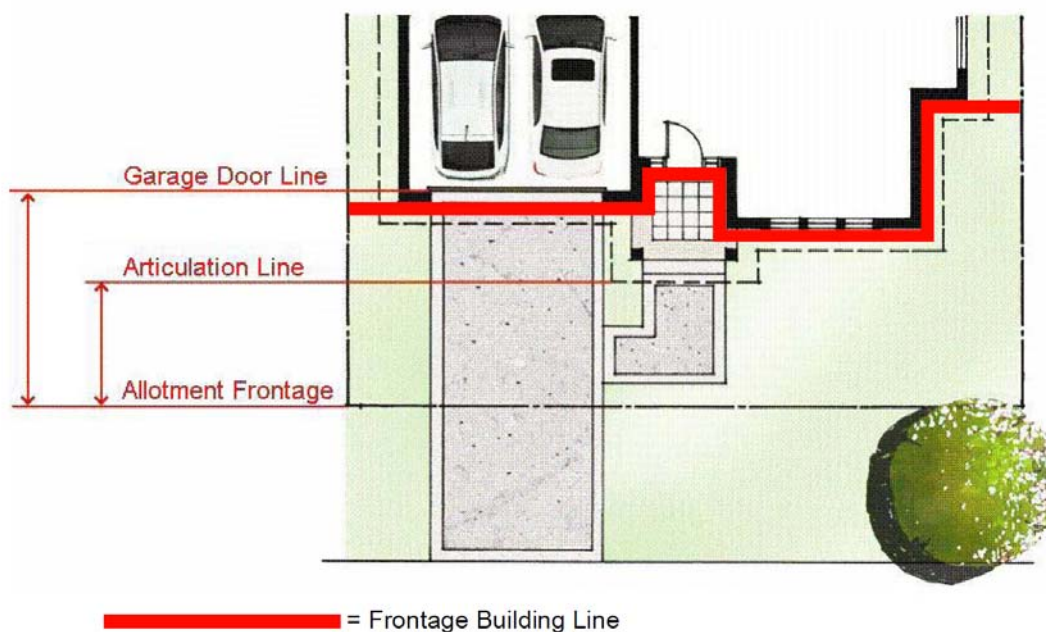 Garage Door Line
Articulation Line
Allotment Frontage
= Frontage Building Line